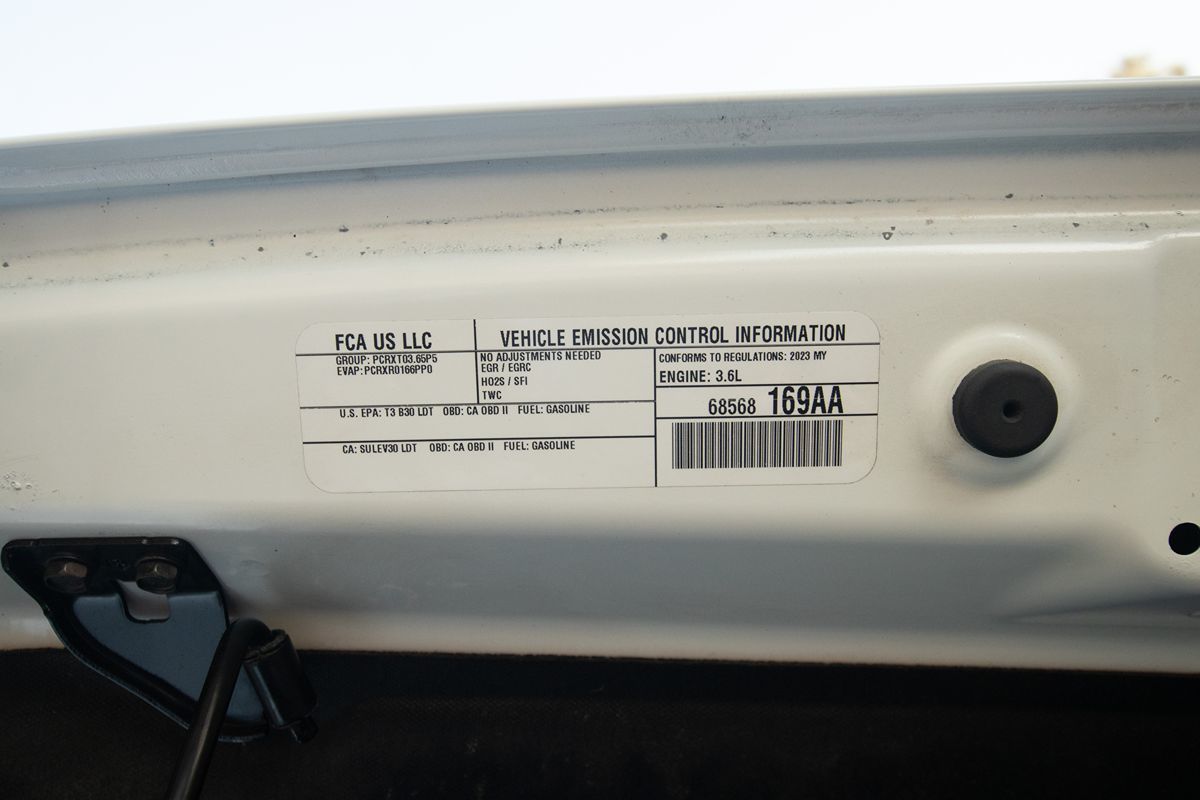 FCA US LLC
GROUP: PCRXT03.65P5
EVAP: PCRXR0166PP0
VEHICLE EMISSION CONTROL INFORMATION
NO ADJUSTMENTS NEEDED
EGR / EGRC
HO2S / SFI
TWC
CONFORMS TO REGULATIONS: 2023 MY
ENGINE: 3.6L
68568 169AA
U.S. EPA: T3 B30 LDT OBD: CA OBD II FUEL: GASOLINE
CA: SULEV30 LDT OBD: CA OBD II FUEL: GASOLINE